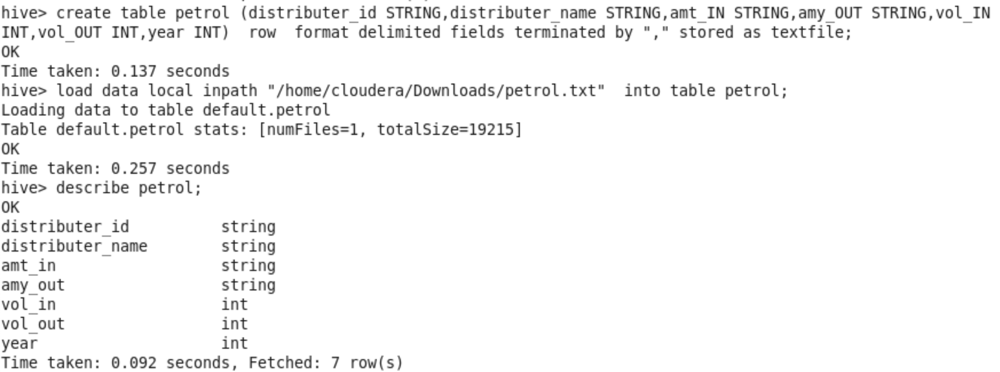 hive> create table petrol (distributer_id STRING,distributer_name STRING,amt_IN STRING,amy_OUT STRING,vol_IN
INT,vol_OUT INT,year INT)  row  format delimited fields terminated by "," stored as textfile;
OK
Time taken: 0.137 seconds
hive> load data local inpath "/home/cloudera/Downloads/petrol.txt"  into table petrol;
Loading data to table default.petrol
Table default.petrol stats: [numFiles=1, totalSize=19215]
OK
Time taken: 0.257 seconds
hive> describe petrol;
OK
distributer_id          string
distributer_name        string
amt_in                  string
amy_out                 string
vol_in                  int
vol_out                 int
year                    int
Time taken: 0.092 seconds, Fetched: 7 row(s)